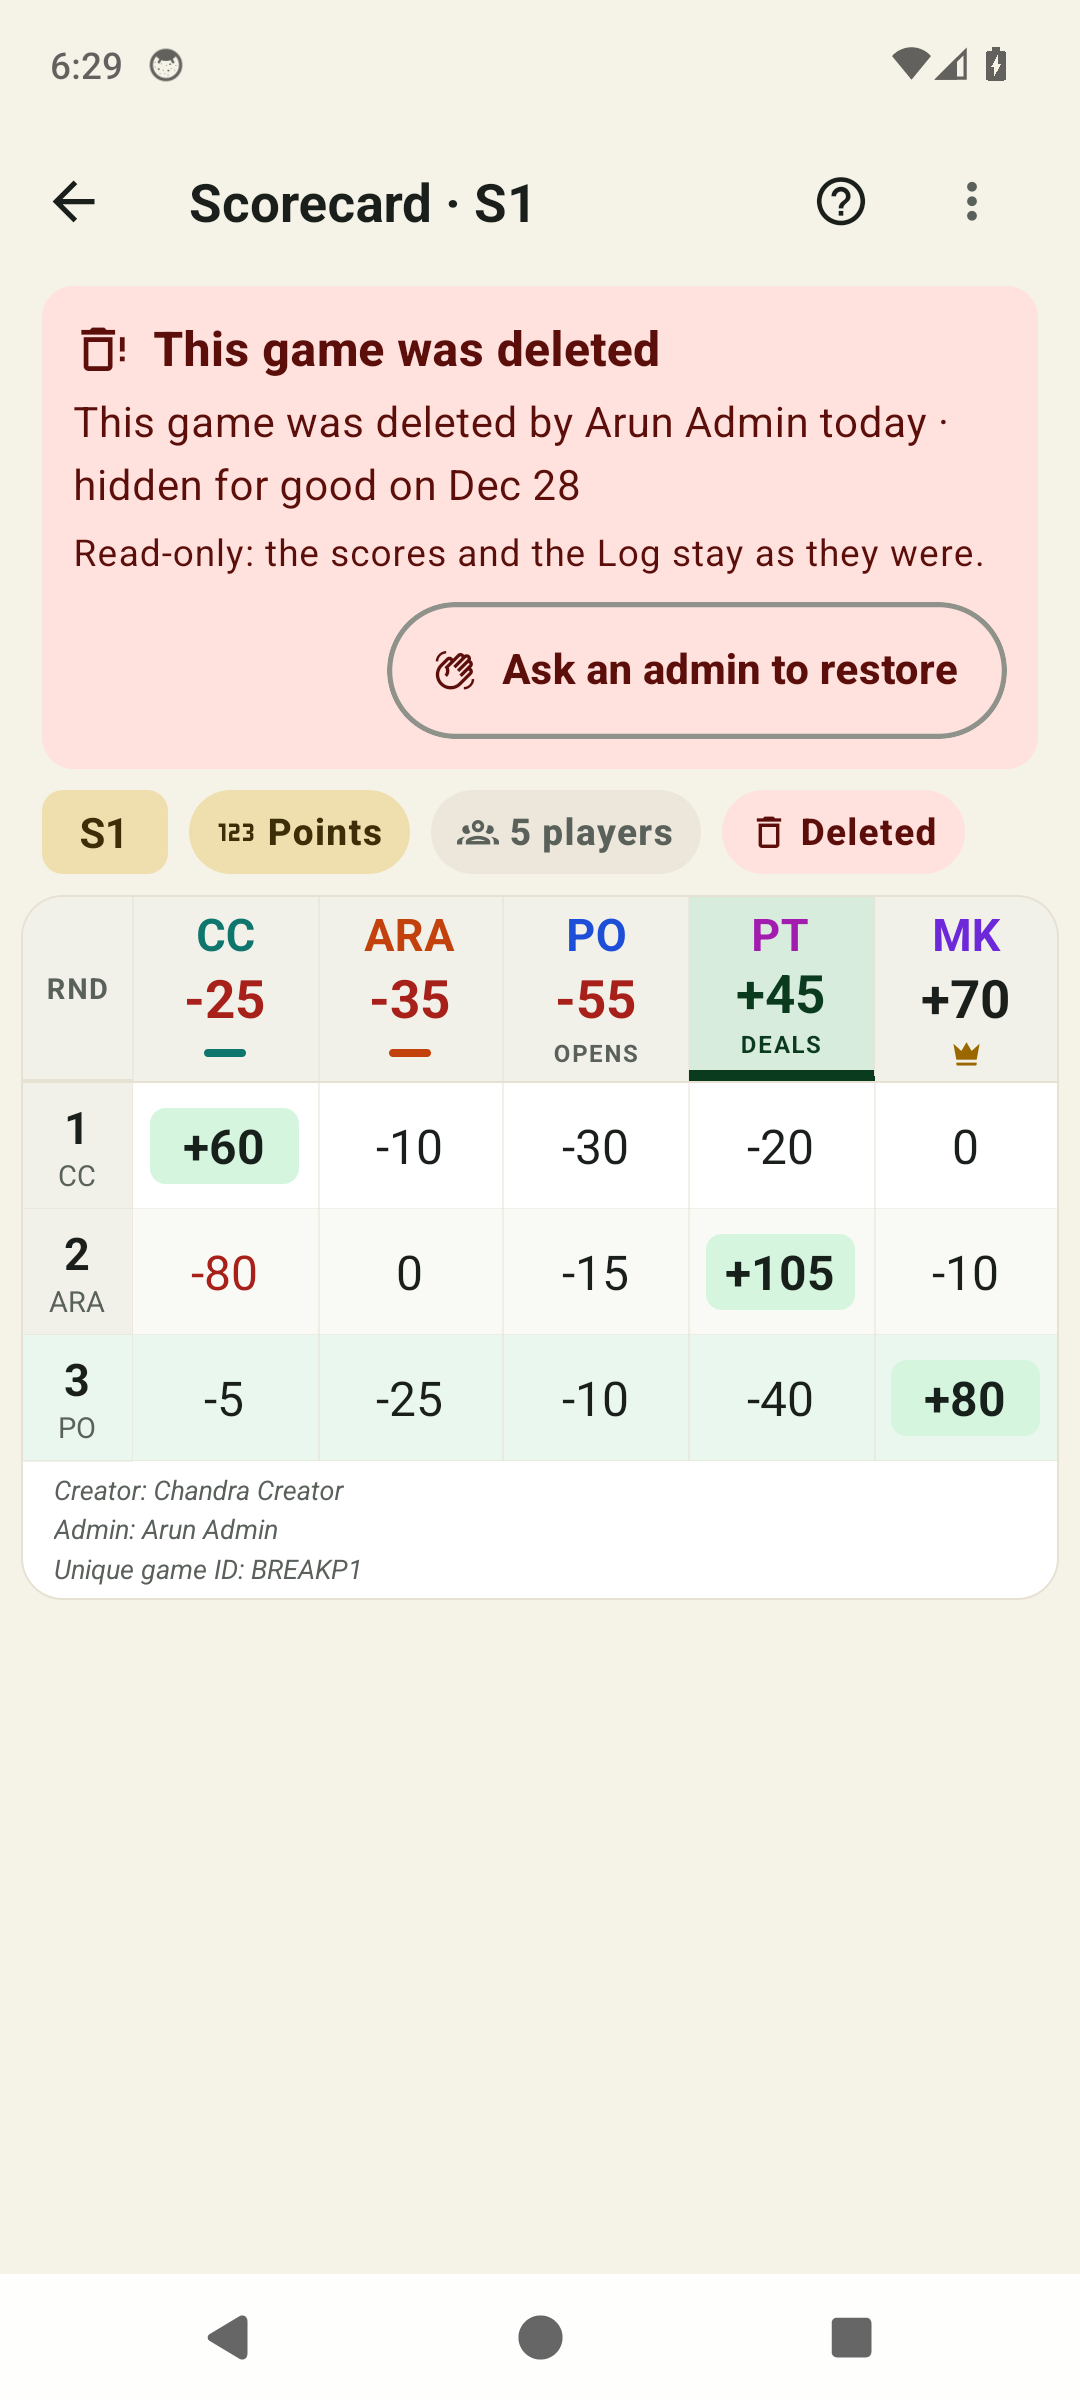 6:29
Scorecard · S1
This game was deleted
This game was deleted by Arun Admin today ·
hidden for good on Dec 28
Read-only: the scores and the Log stay as they were.
Ask an admin to restore
S1 123 Points 5 players Deleted
RND CC ARA PO PT MK
-25 -35 -55 +45 +70
OPENS DEALS
1 +60 -10 -30 -20 0
CC
2 -80 0 -15 +105 -10
ARA
3 -5 -25 -10 -40 +80
PO
Creator: Chandra Creator
Admin: Arun Admin
Unique game ID: BREAKP1